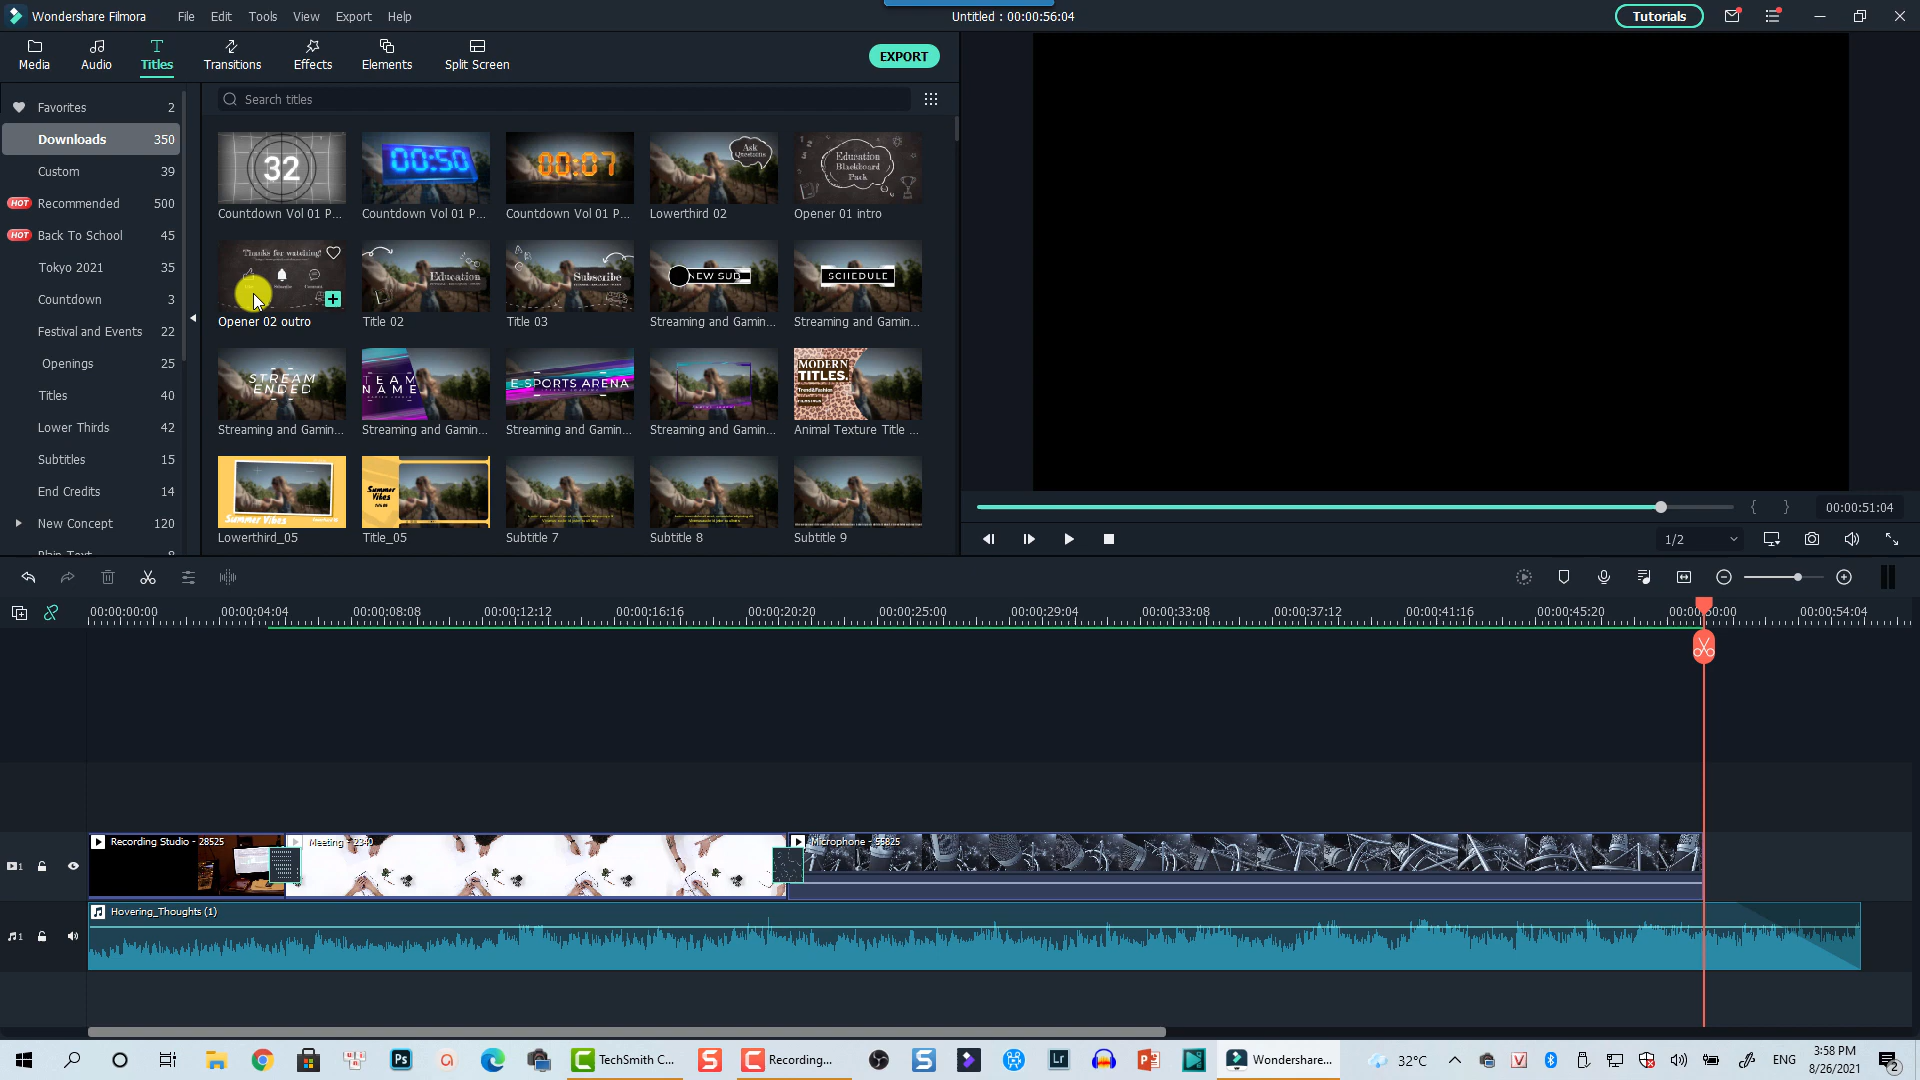 Wondershare Filmora File Edit Tools View Export Help Untitled : 00:00:56:04 Tutorials
Media Audio Titles Transitions Effects Elements Split Screen EXPORT
Search titles
Favorites 2
Downloads 350
Custom 39
HOT Recommended 500
HOT Back To School 45
Tokyo 2021 35
Countdown 3
Festival and Events 22
Openings 25
Titles 40
Lower Thirds 42
Subtitles 15
End Credits 14
New Concept 120
Plain Text 8
32 00:50 00:07 Ask Questions Education Blackboard Pack
Countdown Vol 01 P... Countdown Vol 01 P... Countdown Vol 01 P... Lowerthird 02 Opener 01 intro
Thanks for watching! Subscribe Education Subscribe NEW SUB SCHEDULE
Opener 02 outro Title 02 Title 03 Streaming and Gamin... Streaming and Gamin...
STREAM ENDED TEAM NAME E-SPORTS ARENA MODERN TITLES.
Streaming and Gamin... Streaming and Gamin... Streaming and Gamin... Streaming and Gamin... Animal Texture Title ...
Summer Vibes Summer Vibes
Lowerthird_05 Title_05 Subtitle 7 Subtitle 8 Subtitle 9
00:00:51:04
1/2
00:00:00:00 00:00:04:04 00:00:08:08 00:00:12:12 00:00:16:16 00:00:20:20 00:00:25:00 00:00:29:04 00:00:33:08 00:00:37:12 00:00:41:16 00:00:45:20 00:00:50:00 00:00:54:04
Recording Studio - 28525 Meeting - 2340 Microphone - 55825
1
Hovering_Thoughts (1)
1
TechSmith C... Recording... Wondershare... 32°C ENG 3:58 PM
8/26/2021 2